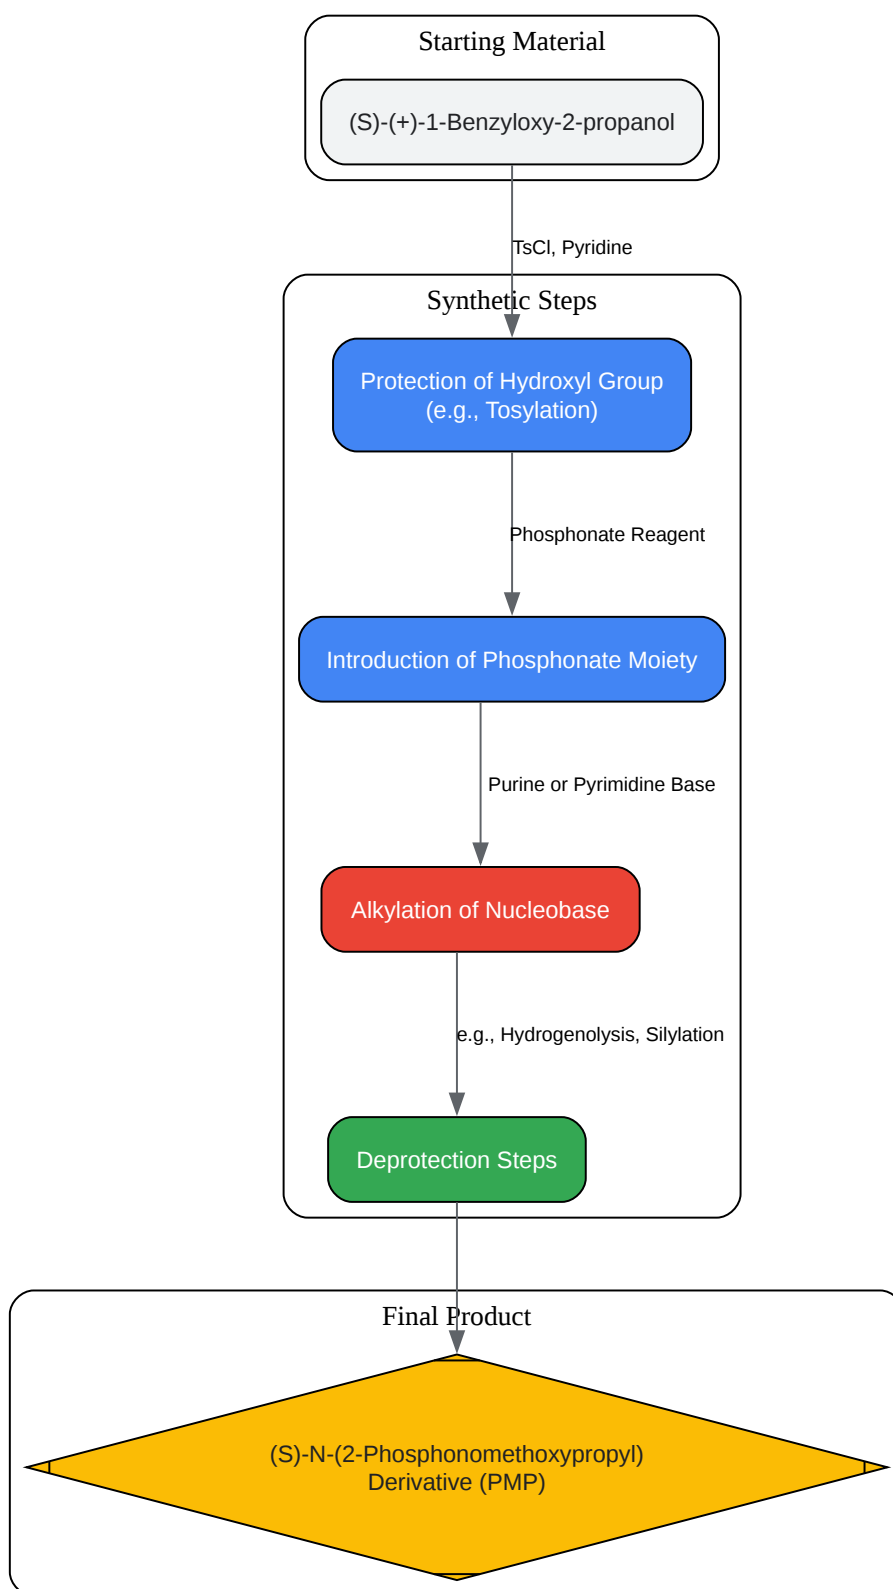 Starting Material
(S)-(+)-1-Benzyloxy-2-propanol
TsCl, Pyridine
Synthetic Steps
Protection of Hydroxyl Group
(e.g., Tosylation)
Phosphonate Reagent
Introduction of Phosphonate Moiety
Purine or Pyrimidine Base
Alkylation of Nucleobase
e.g., Hydrogenolysis, Silylation
Deprotection Steps
Final Product
(S)-N-(2-Phosphonomethoxypropyl)
Derivative (PMP)